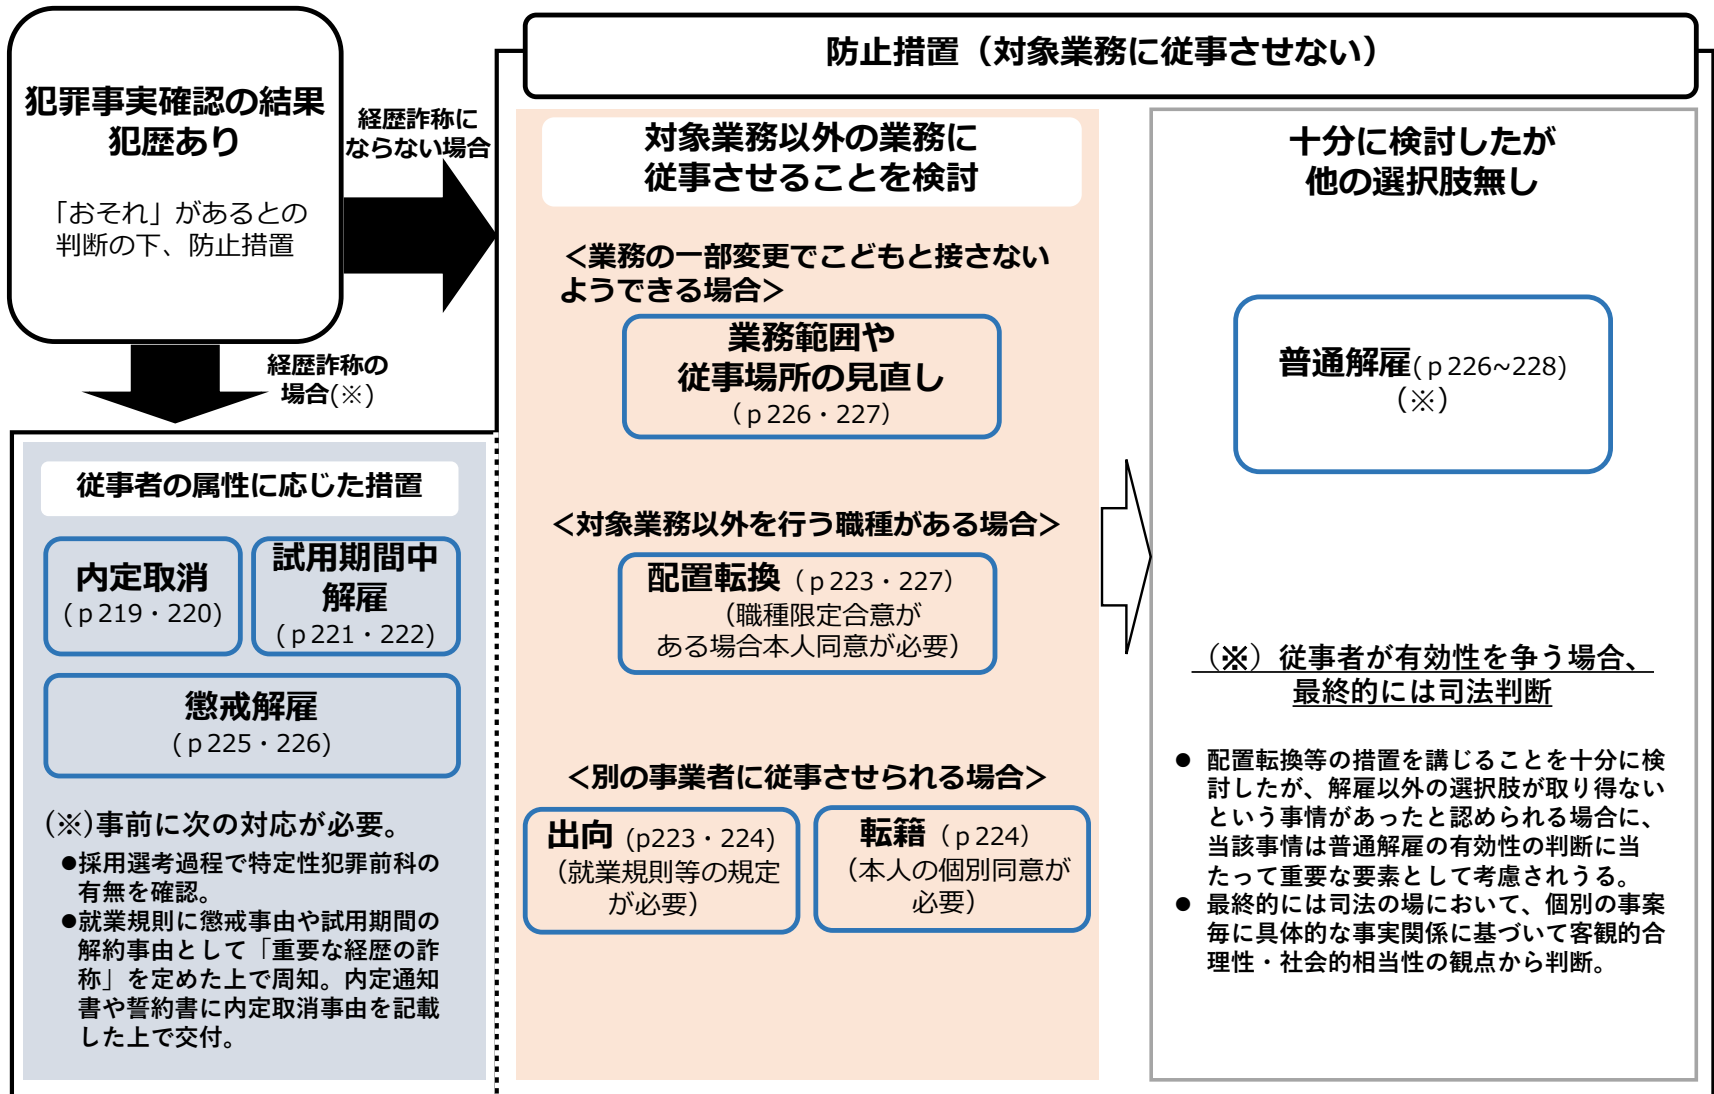 犯罪事実確認の結果
犯歴あり
「おそれ」があるとの
判断の下、防止措置
経歴詐称に
ならない場合
経歴詐称の
場合(※)
従事者の属性に応じた措置
内定取消
(ｐ219・220)
試用期間中
解雇
(ｐ221・222)
懲戒解雇
(ｐ225・226)
(※)事前に次の対応が必要。
●採用選考過程で特定性犯罪前科の
有無を確認。
●就業規則に懲戒事由や試用期間の
解約事由として「重要な経歴の詐
称」を定めた上で周知。内定通知
書や誓約書に内定取消事由を記載
した上で交付。
防止措置（対象業務に従事させない）
対象業務以外の業務に
従事させることを検討
＜業務の一部変更でこどもと接さない
ようできる場合＞
業務範囲や
従事場所の見直し
（ｐ226・227）
＜対象業務以外を行う職種がある場合＞
配置転換（ｐ223・227）
（職種限定合意が
ある場合本人同意が必要）
＜別の事業者に従事させられる場合＞
出向 (p223・224)
（就業規則等の規定
が必要）
転籍（ｐ224）
（本人の個別同意が
必要）
十分に検討したが
他の選択肢無し
普通解雇(ｐ226~228)
（※）
（※）従事者が有効性を争う場合、
最終的には司法判断
● 配置転換等の措置を講じることを十分に検
討したが、解雇以外の選択肢が取り得ない
という事情があったと認められる場合に、
当該事情は普通解雇の有効性の判断に当
たって重要な要素として考慮されうる。
● 最終的には司法の場において、個別の事案
毎に具体的な事実関係に基づいて客観的合
理性・社会的相当性の観点から判断。